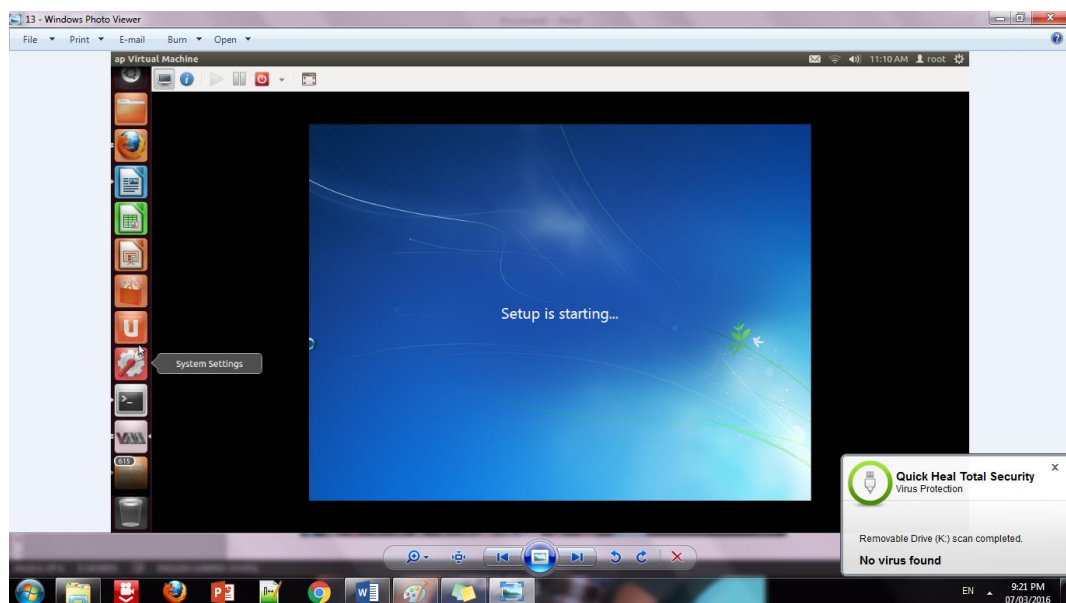 13 - Windows Photo Viewer
File Print E-mail Burn Open
ap Virtual Machine
11:10 AM root
Setup is starting...
System Settings
615
Quick Heal Total Security
Virus Protection
Removable Drive (K:) scan completed.
No virus found
EN
9:21 PM
07/03/2016